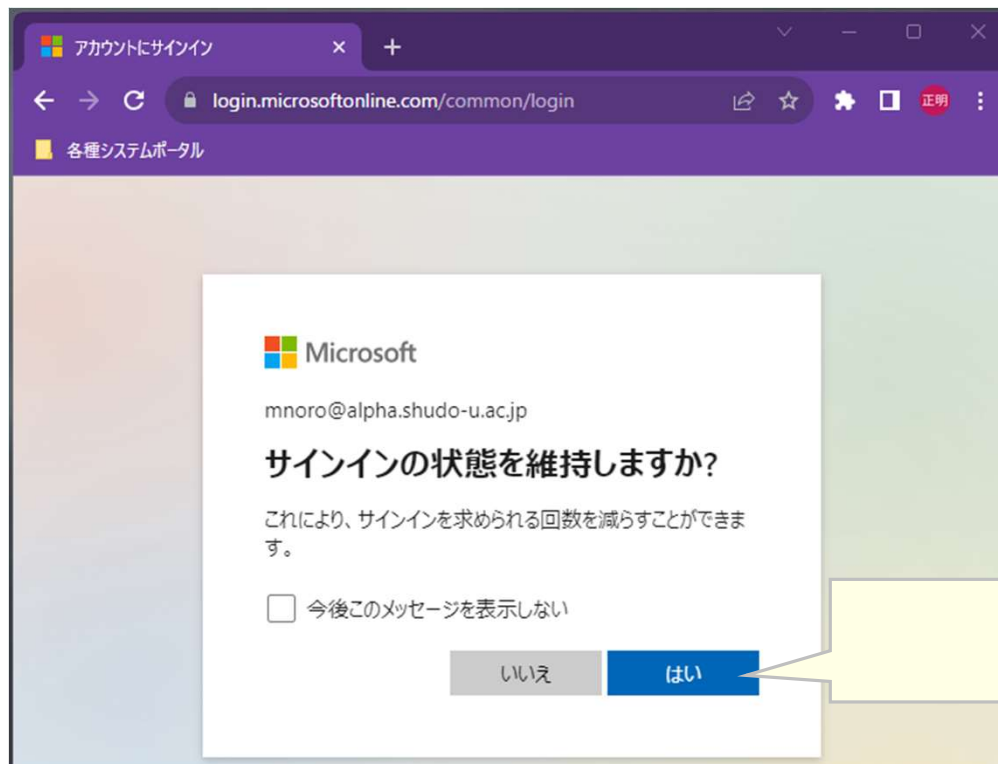 アカウントにサインイン
login.microsoftonline.com/common/login
正明
各種システムポータル
Microsoft
mnoro@alpha.shudo-u.ac.jp
サインインの状態を維持しますか?
これにより、サインインを求められる回数を減らすことができま
す。
今後このメッセージを表示しない
いいえ はい